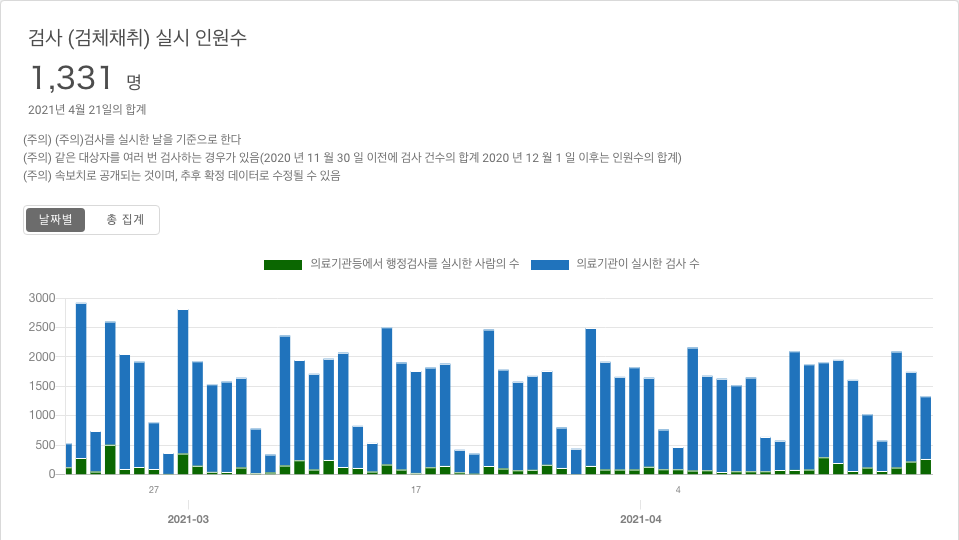 검사 (검체채취) 실시 인원수
1,331 명
2021년 4월 21일의 합계
(주의) (주의)검사를 실시한 날을 기준으로 한다
(주의) 같은 대상자를 여러 번 검사하는 경우가 있음(2020 년 11 월 30 일 이전에 검사 건수의 합계 2020 년 12 월 1 일 이후는 인원수의 합계)
(주의) 속보치로 공개되는 것이며, 추후 확정 데이터로 수정될 수 있음
날짜별 총 집계
의료기관등에서 행정검사를 실시한 사람의 수 의료기관이 실시한 검사 수
3000
2500
2000
1500
1000
500
0
27 17 4
2021-03 2021-04